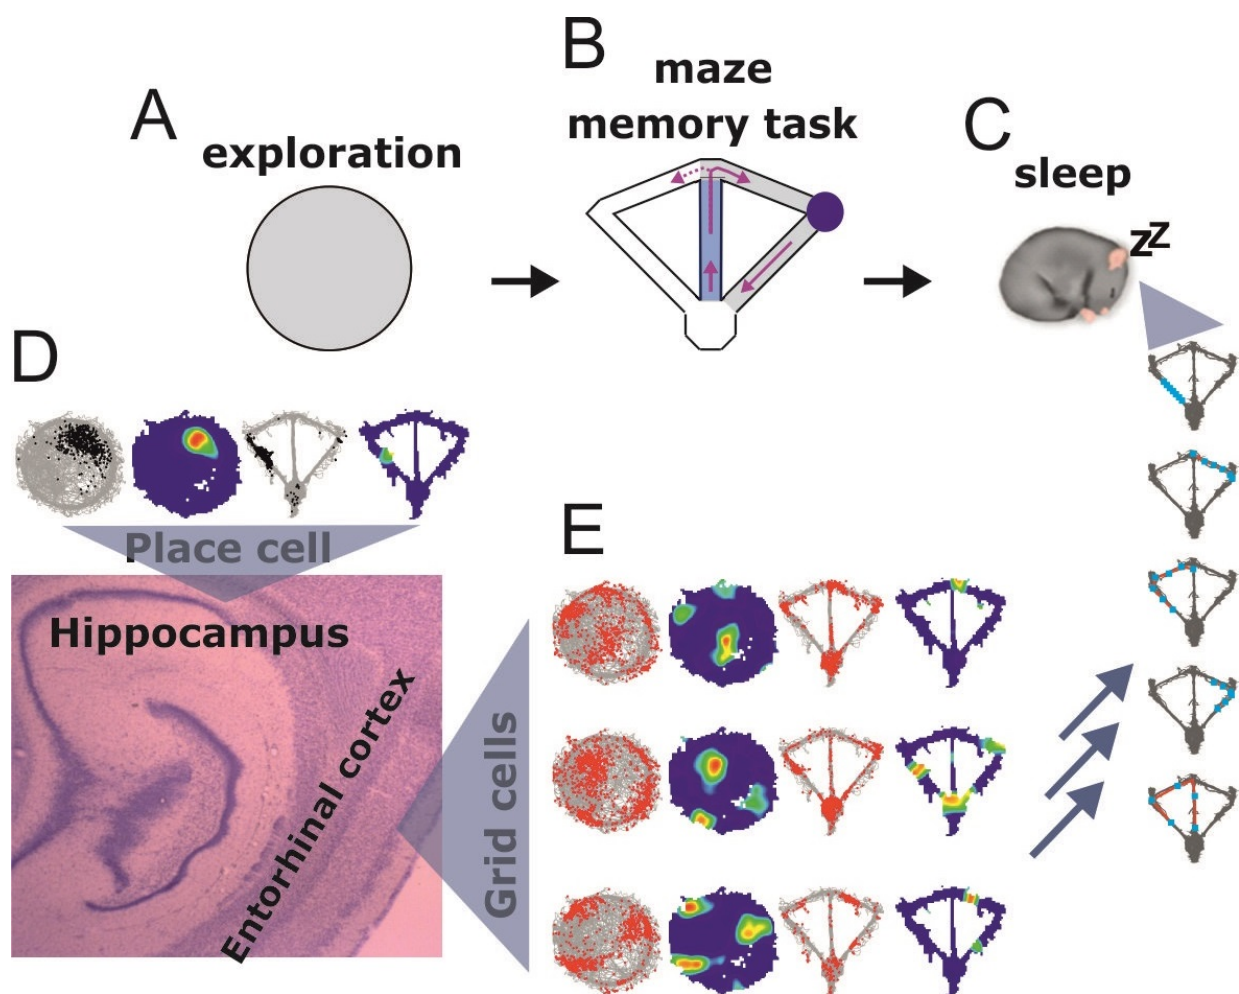 A
exploration
B
maze
memory task
C
sleep
zZ
D
Place cell
Hippocampus
Entorhinal cortex
E
Grid cells